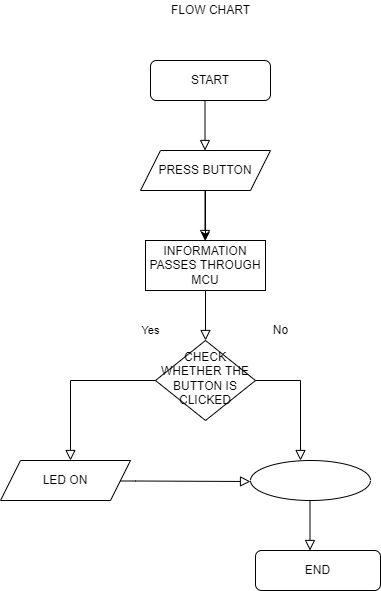 FLOW CHART
START
PRESS BUTTON
INFORMATION
PASSES THROUGH
MCU
Yes
No
CHECK
WHETHER THE
BUTTON IS
CLICKED
LED ON
END